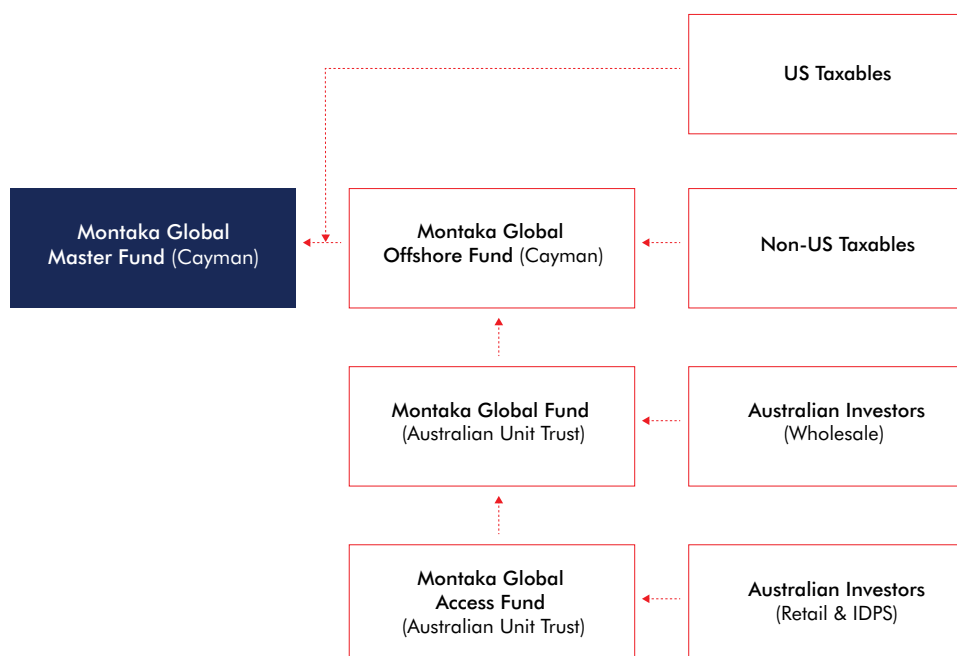 US Taxables
Montaka Global
Master Fund (Cayman)
Montaka Global
Offshore Fund (Cayman)
Non-US Taxables
Montaka Global Fund
(Australian Unit Trust)
Australian Investors
(Wholesale)
Montaka Global
Access Fund
(Australian Unit Trust)
Australian Investors
(Retail & IDPS)